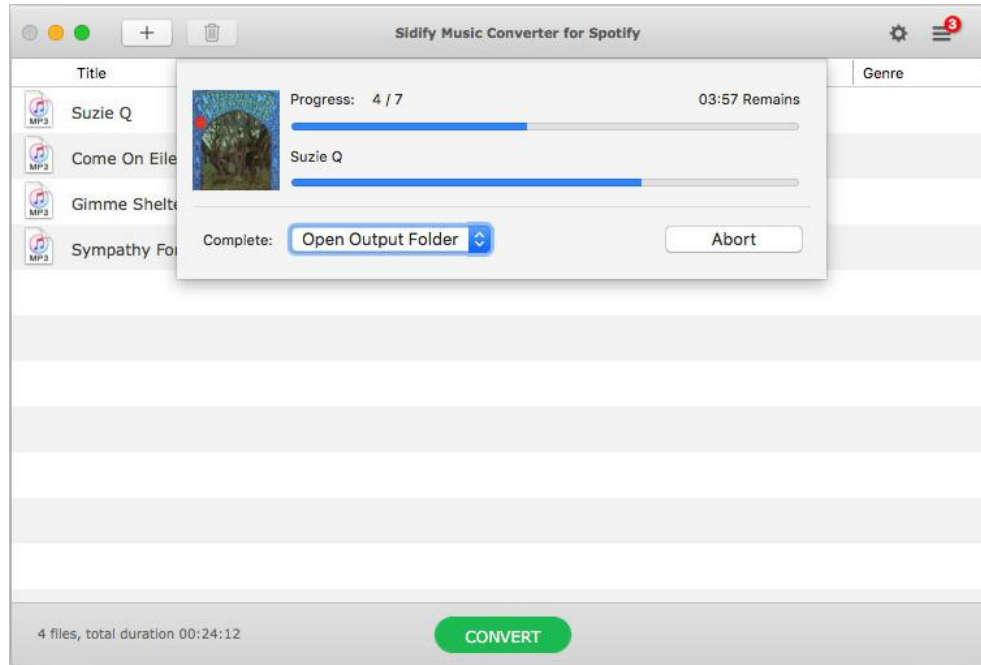 Sidify Music Converter for Spotify
3
Title
Genre
Progress: 4 / 7
03:57 Remains
MP3
Suzie Q
Suzie Q
MP3
Come On Eile
MP3
Gimme Shelte
Complete:
Open Output Folder
Abort
MP3
Sympathy For
4 files, total duration 00:24:12
CONVERT